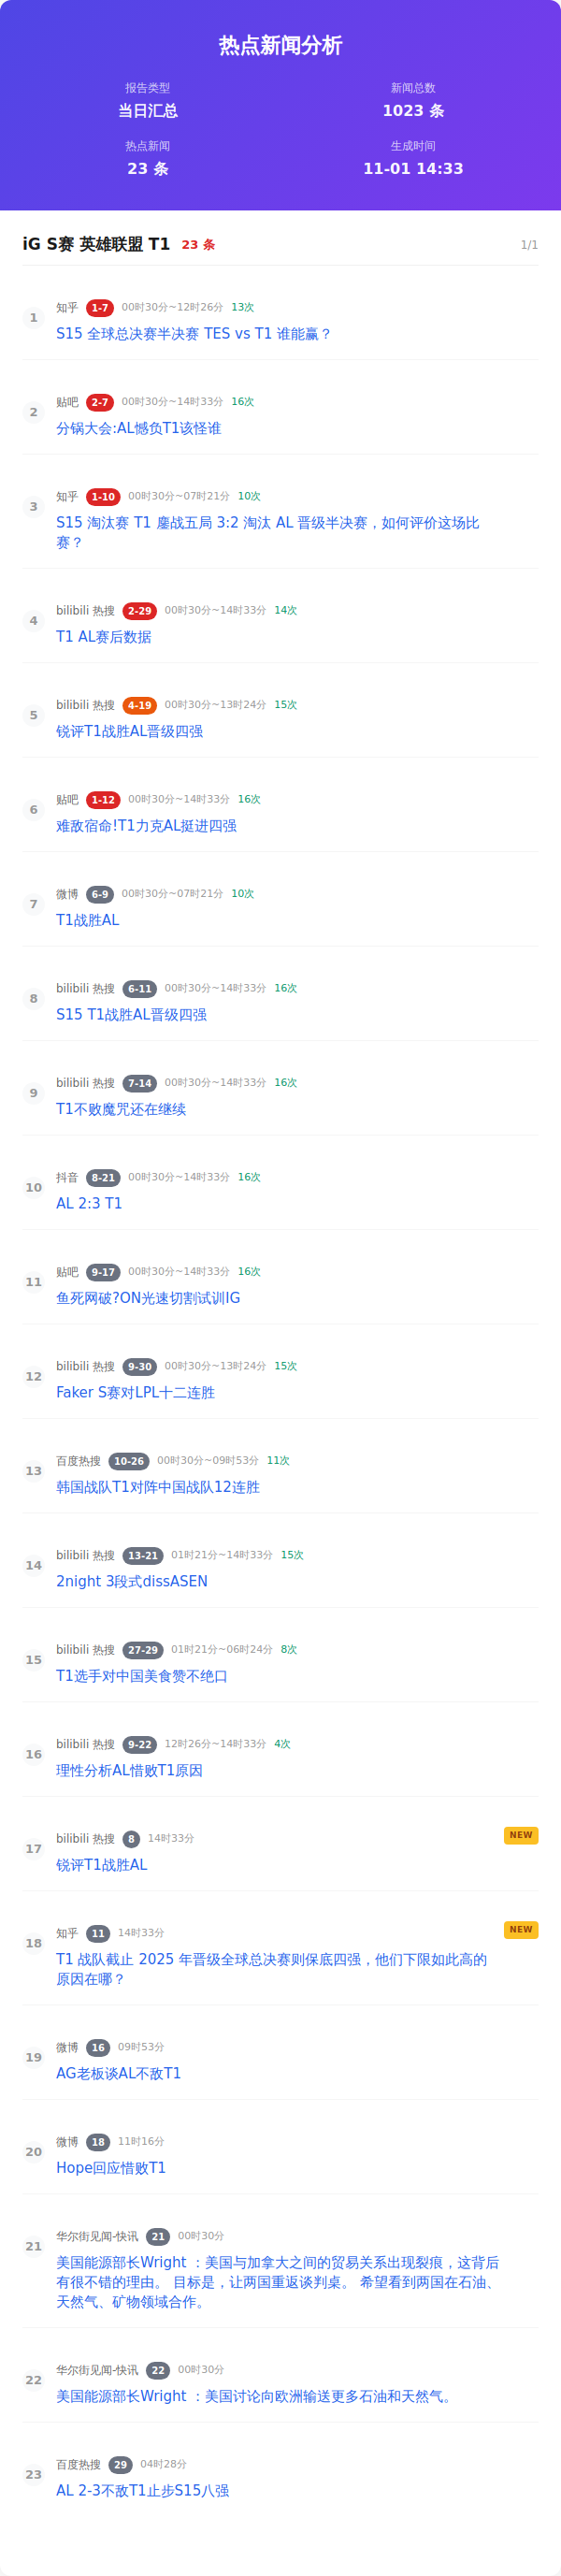 热点新闻分析
报告类型
新闻总数
当日汇总
1023 条
热点新闻
生成时间
23 条
11-01 14:33
iG S赛 英雄联盟 T1 23 条 1/1
1
知乎 1-7 00时30分~12时26分 13次
S15 全球总决赛半决赛 TES vs T1 谁能赢？
2
贴吧 2-7 00时30分~14时33分 16次
分锅大会:AL憾负T1该怪谁
3
知乎 1-10 00时30分~07时21分 10次
S15 淘汰赛 T1 鏖战五局 3:2 淘汰 AL 晋级半决赛，如何评价这场比
赛？
4
bilibili 热搜 2-29 00时30分~14时33分 14次
T1 AL赛后数据
5
bilibili 热搜 4-19 00时30分~13时24分 15次
锐评T1战胜AL晋级四强
6
贴吧 1-12 00时30分~14时33分 16次
难敌宿命!T1力克AL挺进四强
7
微博 6-9 00时30分~07时21分 10次
T1战胜AL
8
bilibili 热搜 6-11 00时30分~14时33分 16次
S15 T1战胜AL晋级四强
9
bilibili 热搜 7-14 00时30分~14时33分 16次
T1不败魔咒还在继续
10
抖音 8-21 00时30分~14时33分 16次
AL 2:3 T1
11
贴吧 9-17 00时30分~14时33分 16次
鱼死网破?ON光速切割试训IG
12
bilibili 热搜 9-30 00时30分~13时24分 15次
Faker S赛对LPL十二连胜
13
百度热搜 10-26 00时30分~09时53分 11次
韩国战队T1对阵中国战队12连胜
14
bilibili 热搜 13-21 01时21分~14时33分 15次
2night 3段式dissASEN
15
bilibili 热搜 27-29 01时21分~06时24分 8次
T1选手对中国美食赞不绝口
16
bilibili 热搜 9-22 12时26分~14时33分 4次
理性分析AL惜败T1原因
17
bilibili 热搜 8 14时33分 NEW
锐评T1战胜AL
18
知乎 11 14时33分 NEW
T1 战队截止 2025 年晋级全球总决赛则保底四强，他们下限如此高的
原因在哪？
19
微博 16 09时53分
AG老板谈AL不敌T1
20
微博 18 11时16分
Hope回应惜败T1
21
华尔街见闻-快讯 21 00时30分
美国能源部长Wright ：美国与加拿大之间的贸易关系出现裂痕，这背后
有很不错的理由。 目标是，让两国重返谈判桌。 希望看到两国在石油、
天然气、矿物领域合作。
22
华尔街见闻-快讯 22 00时30分
美国能源部长Wright ：美国讨论向欧洲输送更多石油和天然气。
23
百度热搜 29 04时28分
AL 2-3不敌T1止步S15八强